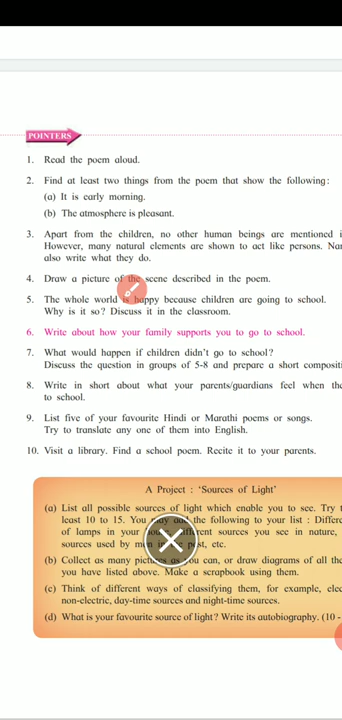 POINTERS
1. Read the poem aloud.
2. Find at least two things from the poem that show the following :
(a) It is early morning.
(b) The atmosphere is pleasant.
3. Apart from the children, no other human beings are mentioned
However, many natural elements are shown to act like persons.
also write what they do.
4. Draw a picture of the scene described in the poem.
5. The whole world is happy because children are going to school.
Why is it so? Discuss it in the classroom.
6. Write about how your family supports you to go to school.
7. What would happen if children didn't go to school?
Discuss the question in groups of 5-8 and prepare a short
8. Write in short about what your parents/guardians feel when
to school.
9. List five of your favourite Hindi or Marathi poems or songs.
Try to translate any one of them into English.
10. Visit a library. Find a school poem. Recite it to your parents.
A Project : 'Sources of Light'
(a) List all possible sources of light which enable you to see. Try
least 10 to 15. You may add the following to your list :
of lamps in your house, different sources you see in nature,
sources used by men in the past, etc.
(b) Collect as many pictures as you can, or draw diagrams of all
you have listed above. Make a scrapbook using them.
(c) Think of different ways of classifying them, for example,
non-electric, day-time sources and night-time sources.
(d) What is your favourite source of light? Write its autobiography. (10 -